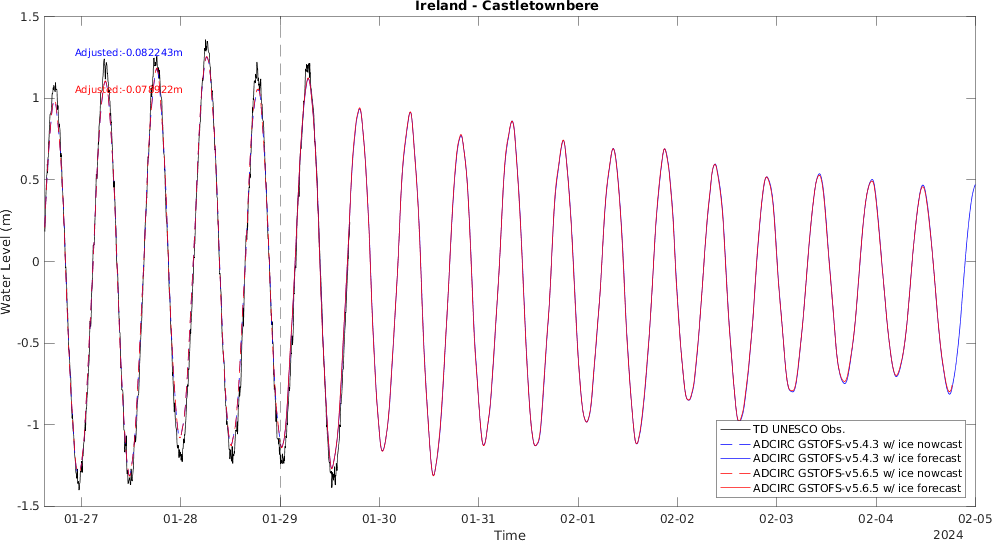 Ireland - Castletownbere
1.5
Adjusted:-0.082243m
1
Adjusted:-0.078922m
0.5
0
Water Level (m)
-0.5
-1
-1.5
TD UNESCO Obs.
ADCIRC GSTOFS-v5.4.3 w/ ice nowcast
ADCIRC GSTOFS-v5.4.3 w/ ice forecast
ADCIRC GSTOFS-v5.6.5 w/ ice nowcast
ADCIRC GSTOFS-v5.6.5 w/ ice forecast
01-27 01-28 01-29 01-30 01-31 02-01 02-02 02-03 02-04 02-05
Time
2024